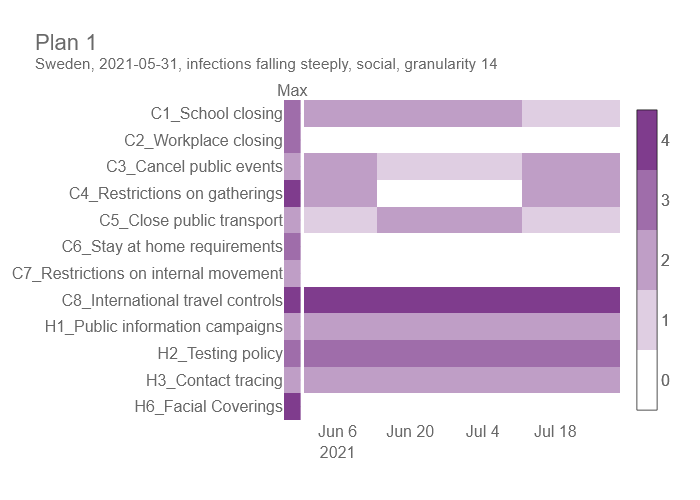 Plan 1
Sweden, 2021-05-31, infections falling steeply, social, granularity 14
Max
C1_School closing
C2_Workplace closing
C3_Cancel public events
C4_Restrictions on gatherings
C5_Close public transport
C6_Stay at home requirements
C7_Restrictions on internal movement
C8_International travel controls
H1_Public information campaigns
H2_Testing policy
H3_Contact tracing
H6_Facial Coverings
4
3
2
1
0
Jun 6 Jun 20 Jul 4 Jul 18
2021